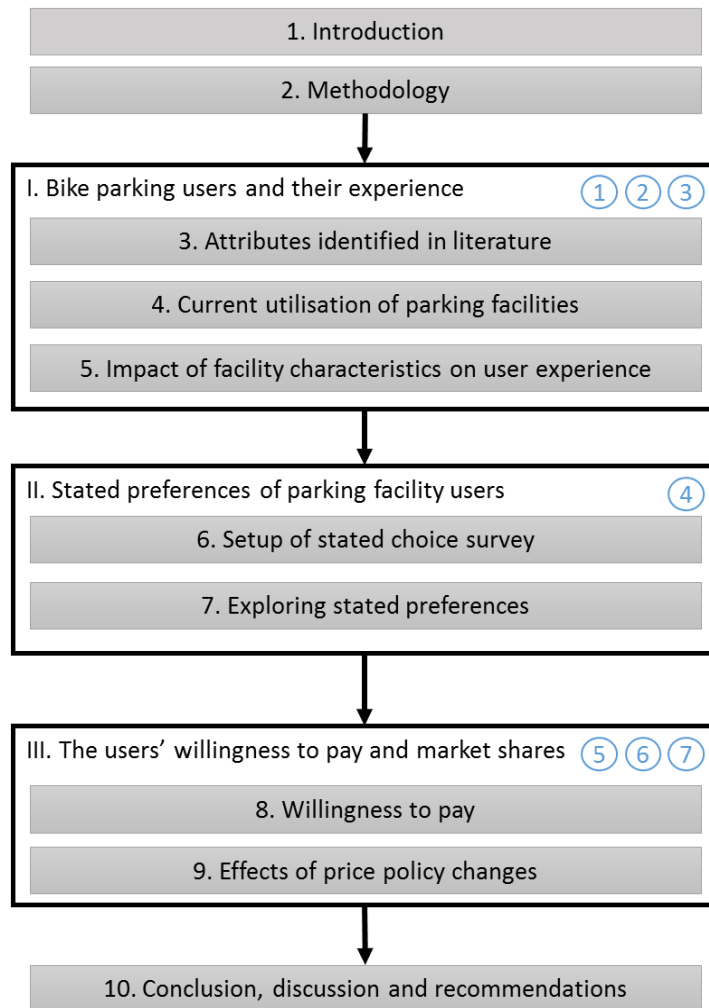 1. Introduction
2. Methodology
I. Bike parking users and their experience 1 2 3
3. Attributes identified in literature
4. Current utilisation of parking facilities
5. Impact of facility characteristics on user experience
II. Stated preferences of parking facility users 4
6. Setup of stated choice survey
7. Exploring stated preferences
III. The users’ willingness to pay and market shares 5 6 7
8. Willingness to pay
9. Effects of price policy changes
10. Conclusion, discussion and recommendations